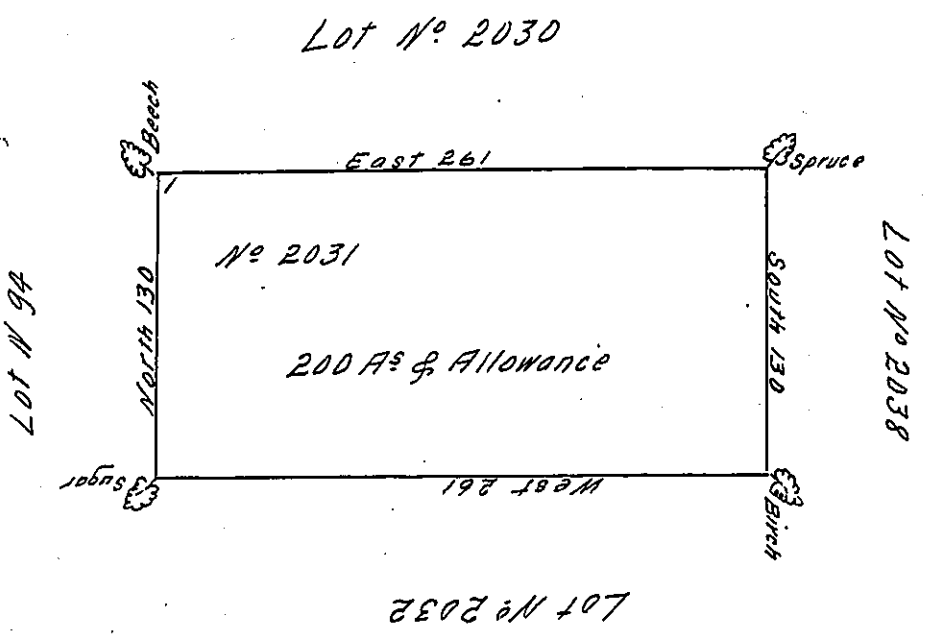 Lot Nº 2030
Beech
East 261
Spruce
1
Nº 2031
North 130
South 130
Lot N 94
Lot Nº 2038
200 Aˢ & Allowance
Sugar
West 261
Birch
Lot Nº 2032